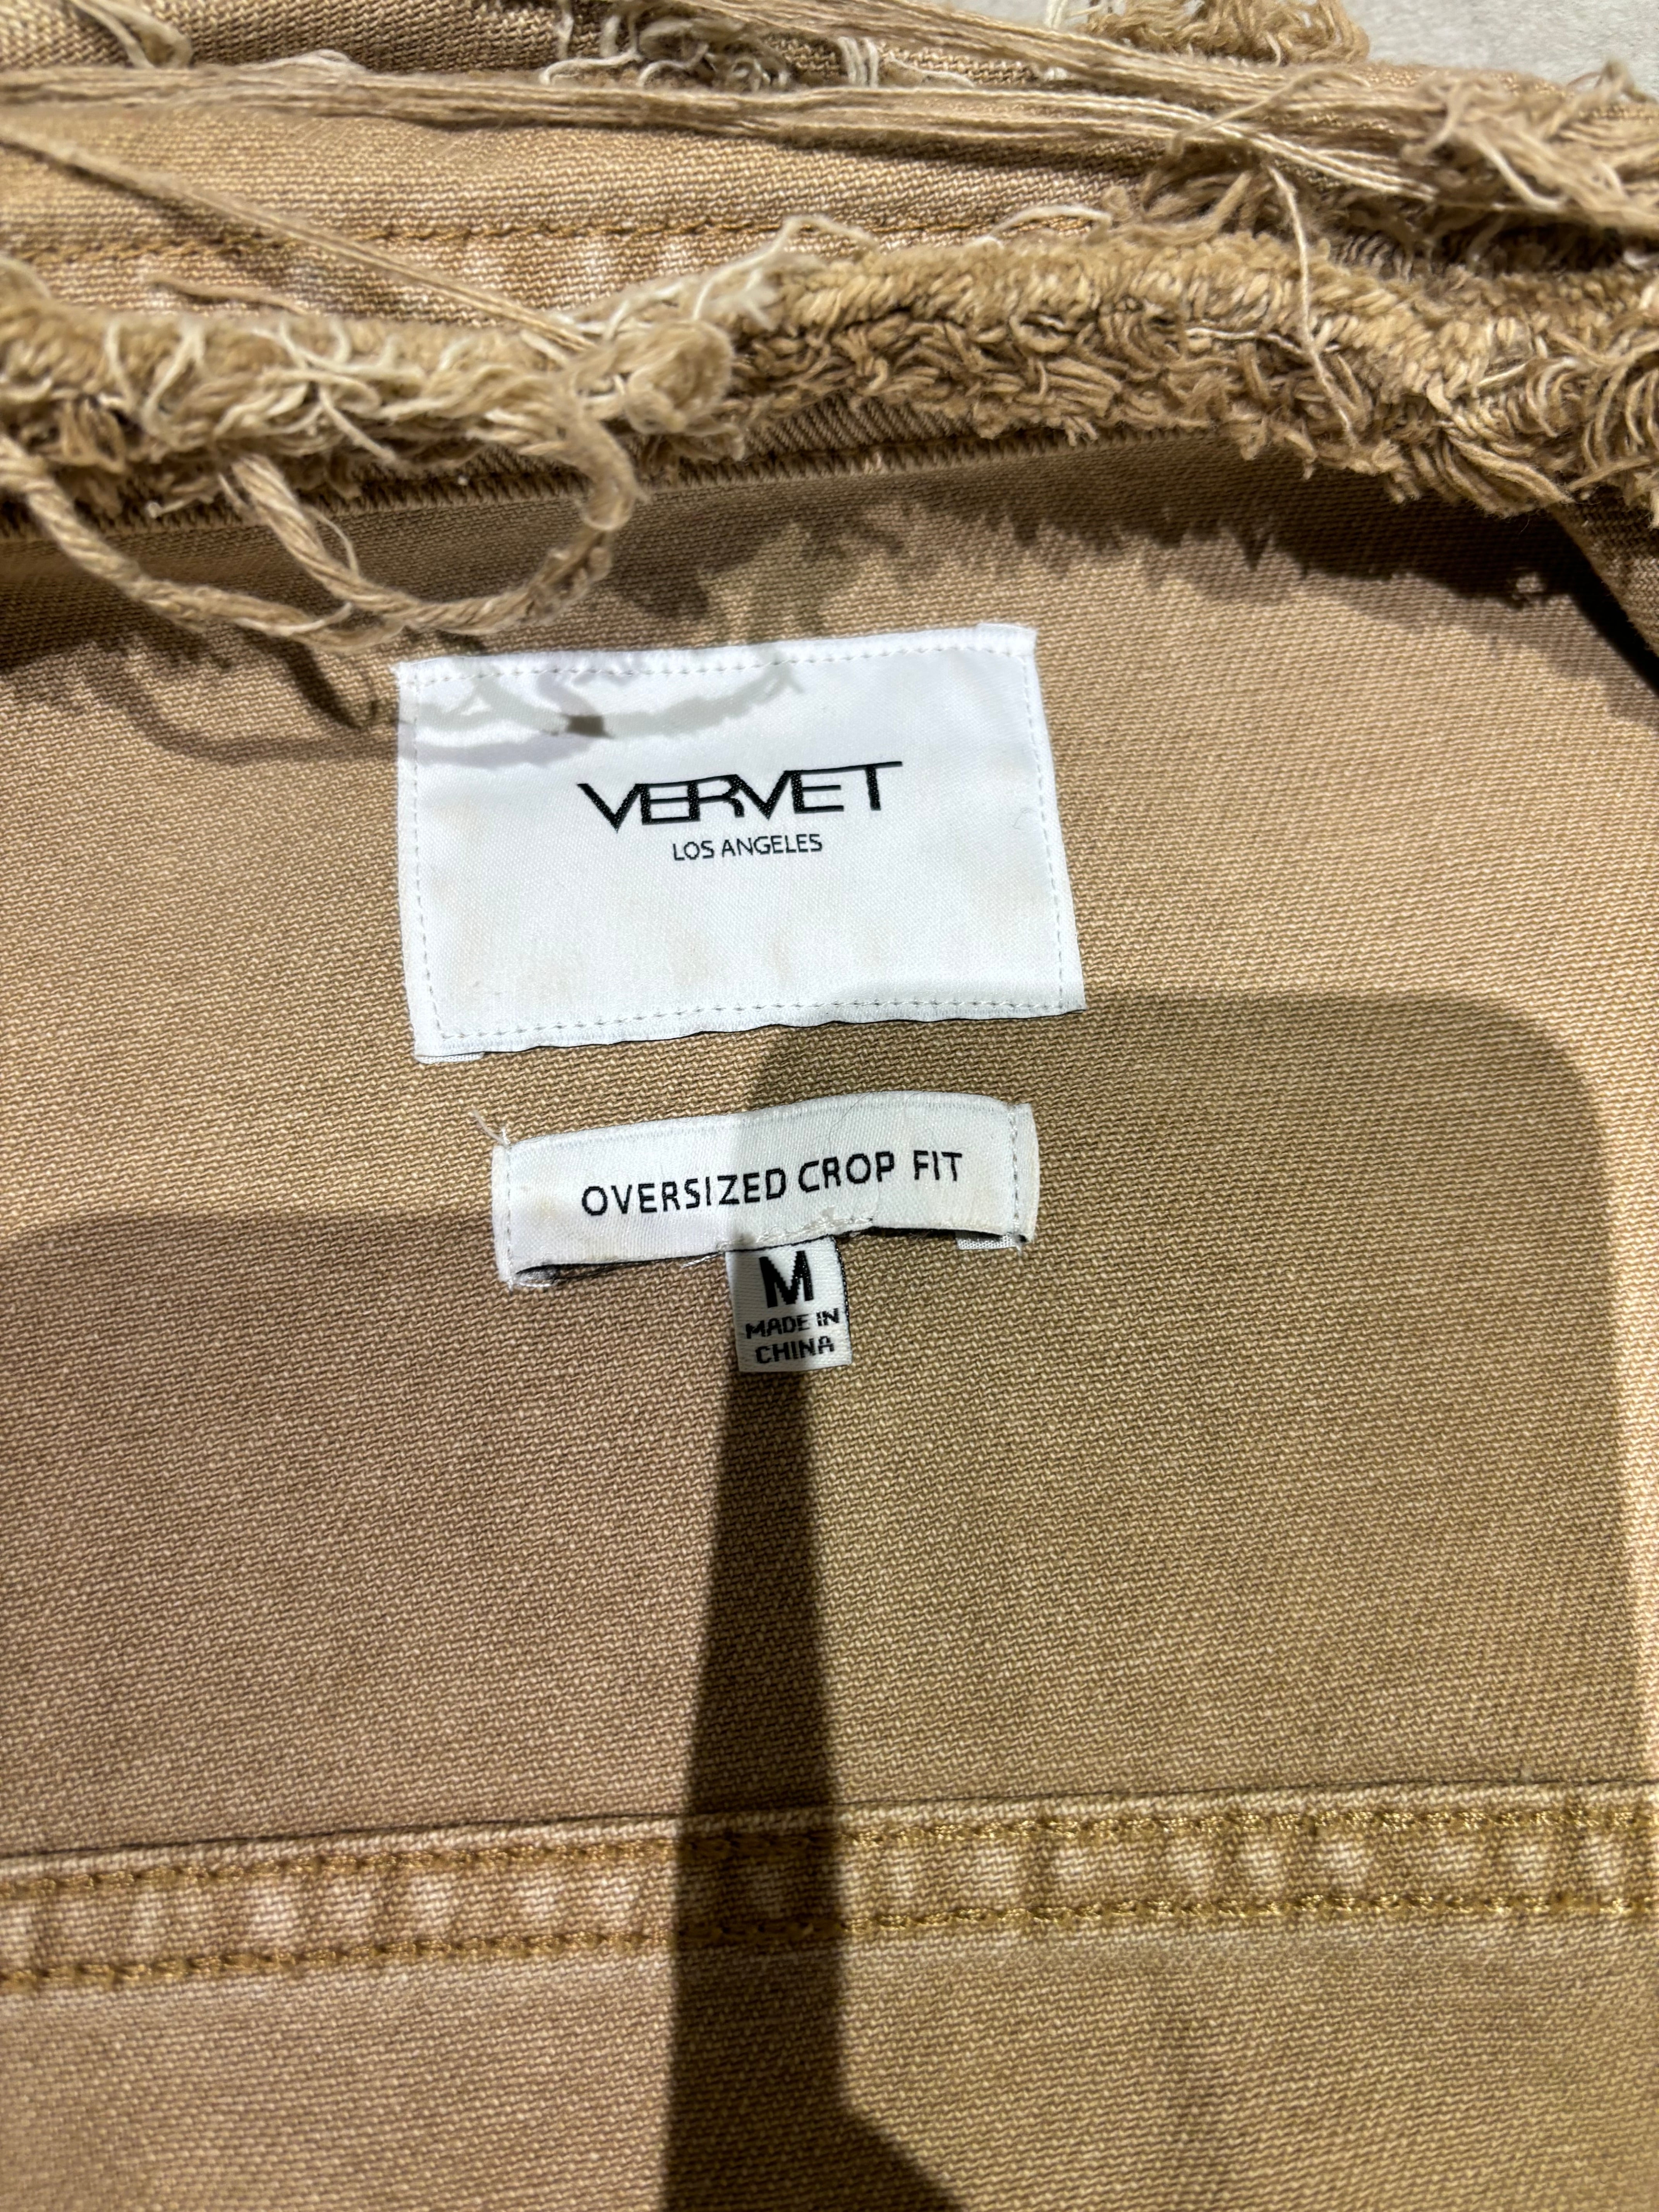 VERVET
LOS ANGELES
OVERSIZED CROP FIT
M
MADE IN
CHINA